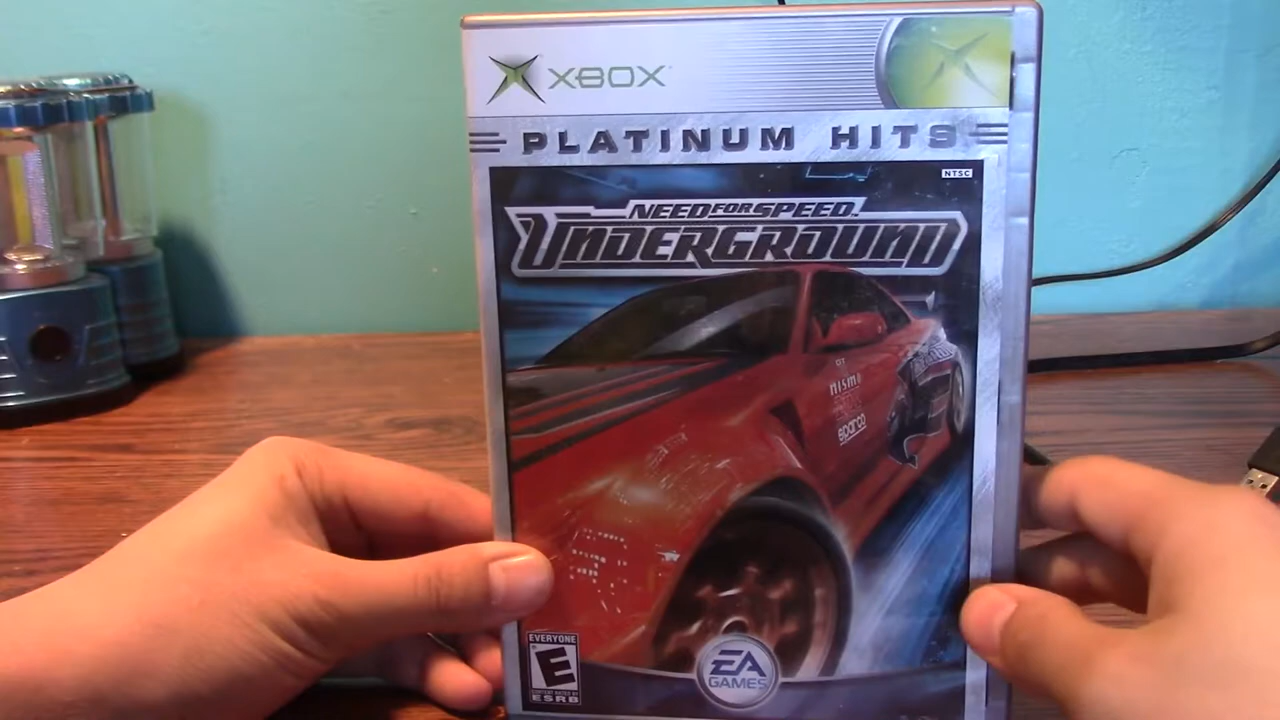 XBOX
PLATINUM HITS
NTSC
NEED FOR SPEED
UNDERGROUND
nismo
sparco
EVERYONE
E
CONTENT RATED BY
ESRB
EA
GAMES